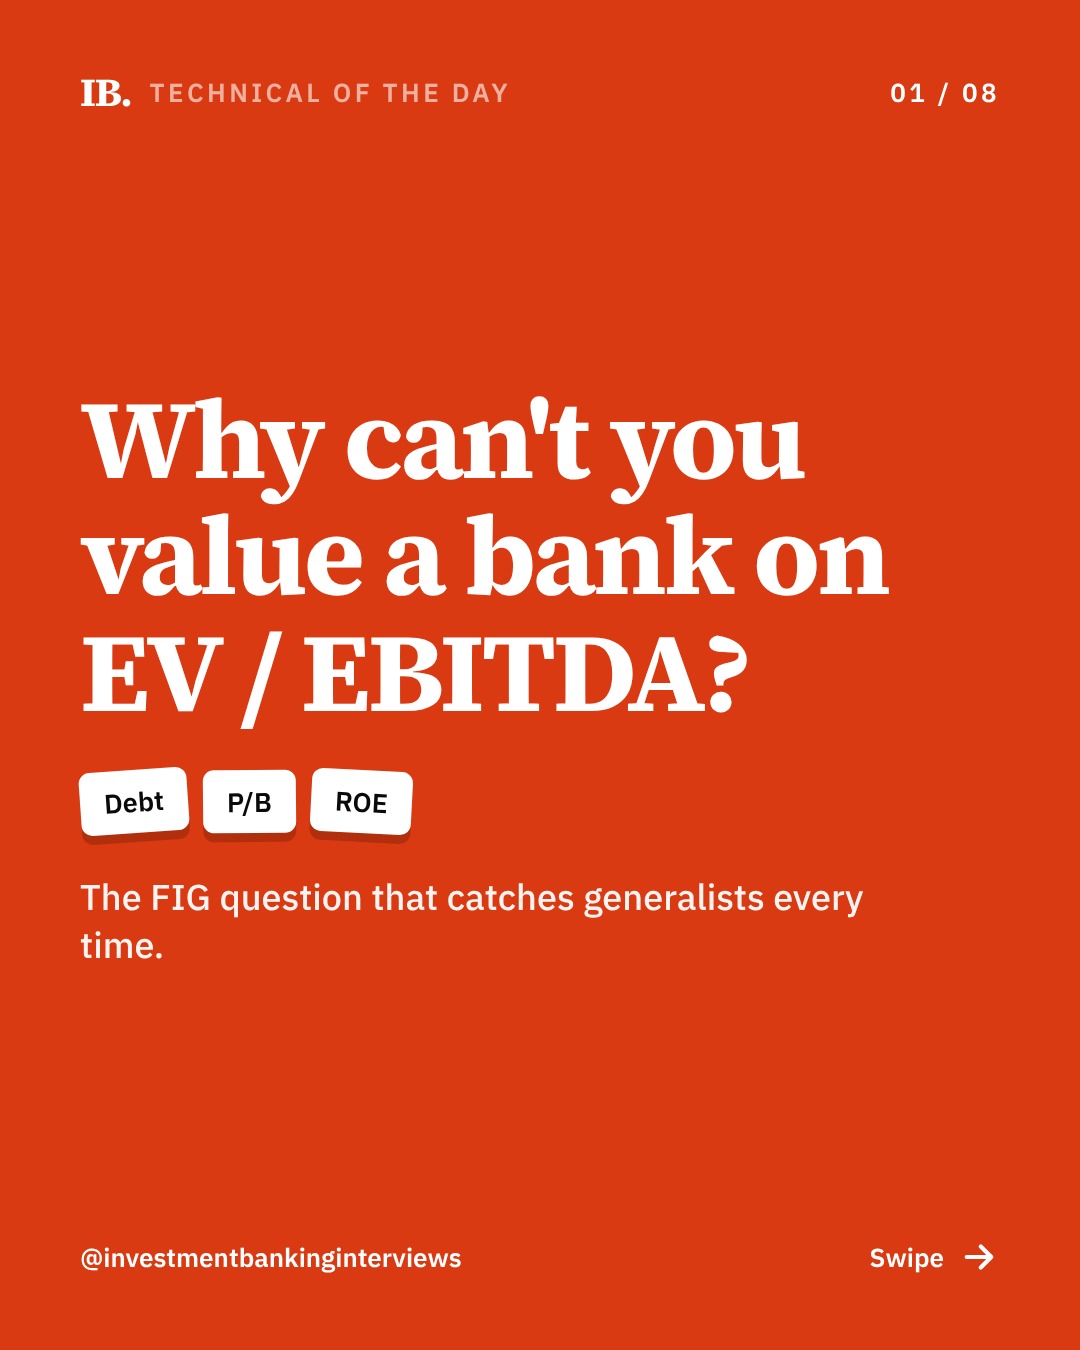 IB. TECHNICAL OF THE DAY
01 / 08
Why can't you
value a bank on
EV / EBITDA?
Debt
P/B
ROE
The FIG question that catches generalists every
time.
@investmentbankinginterviews
Swipe →